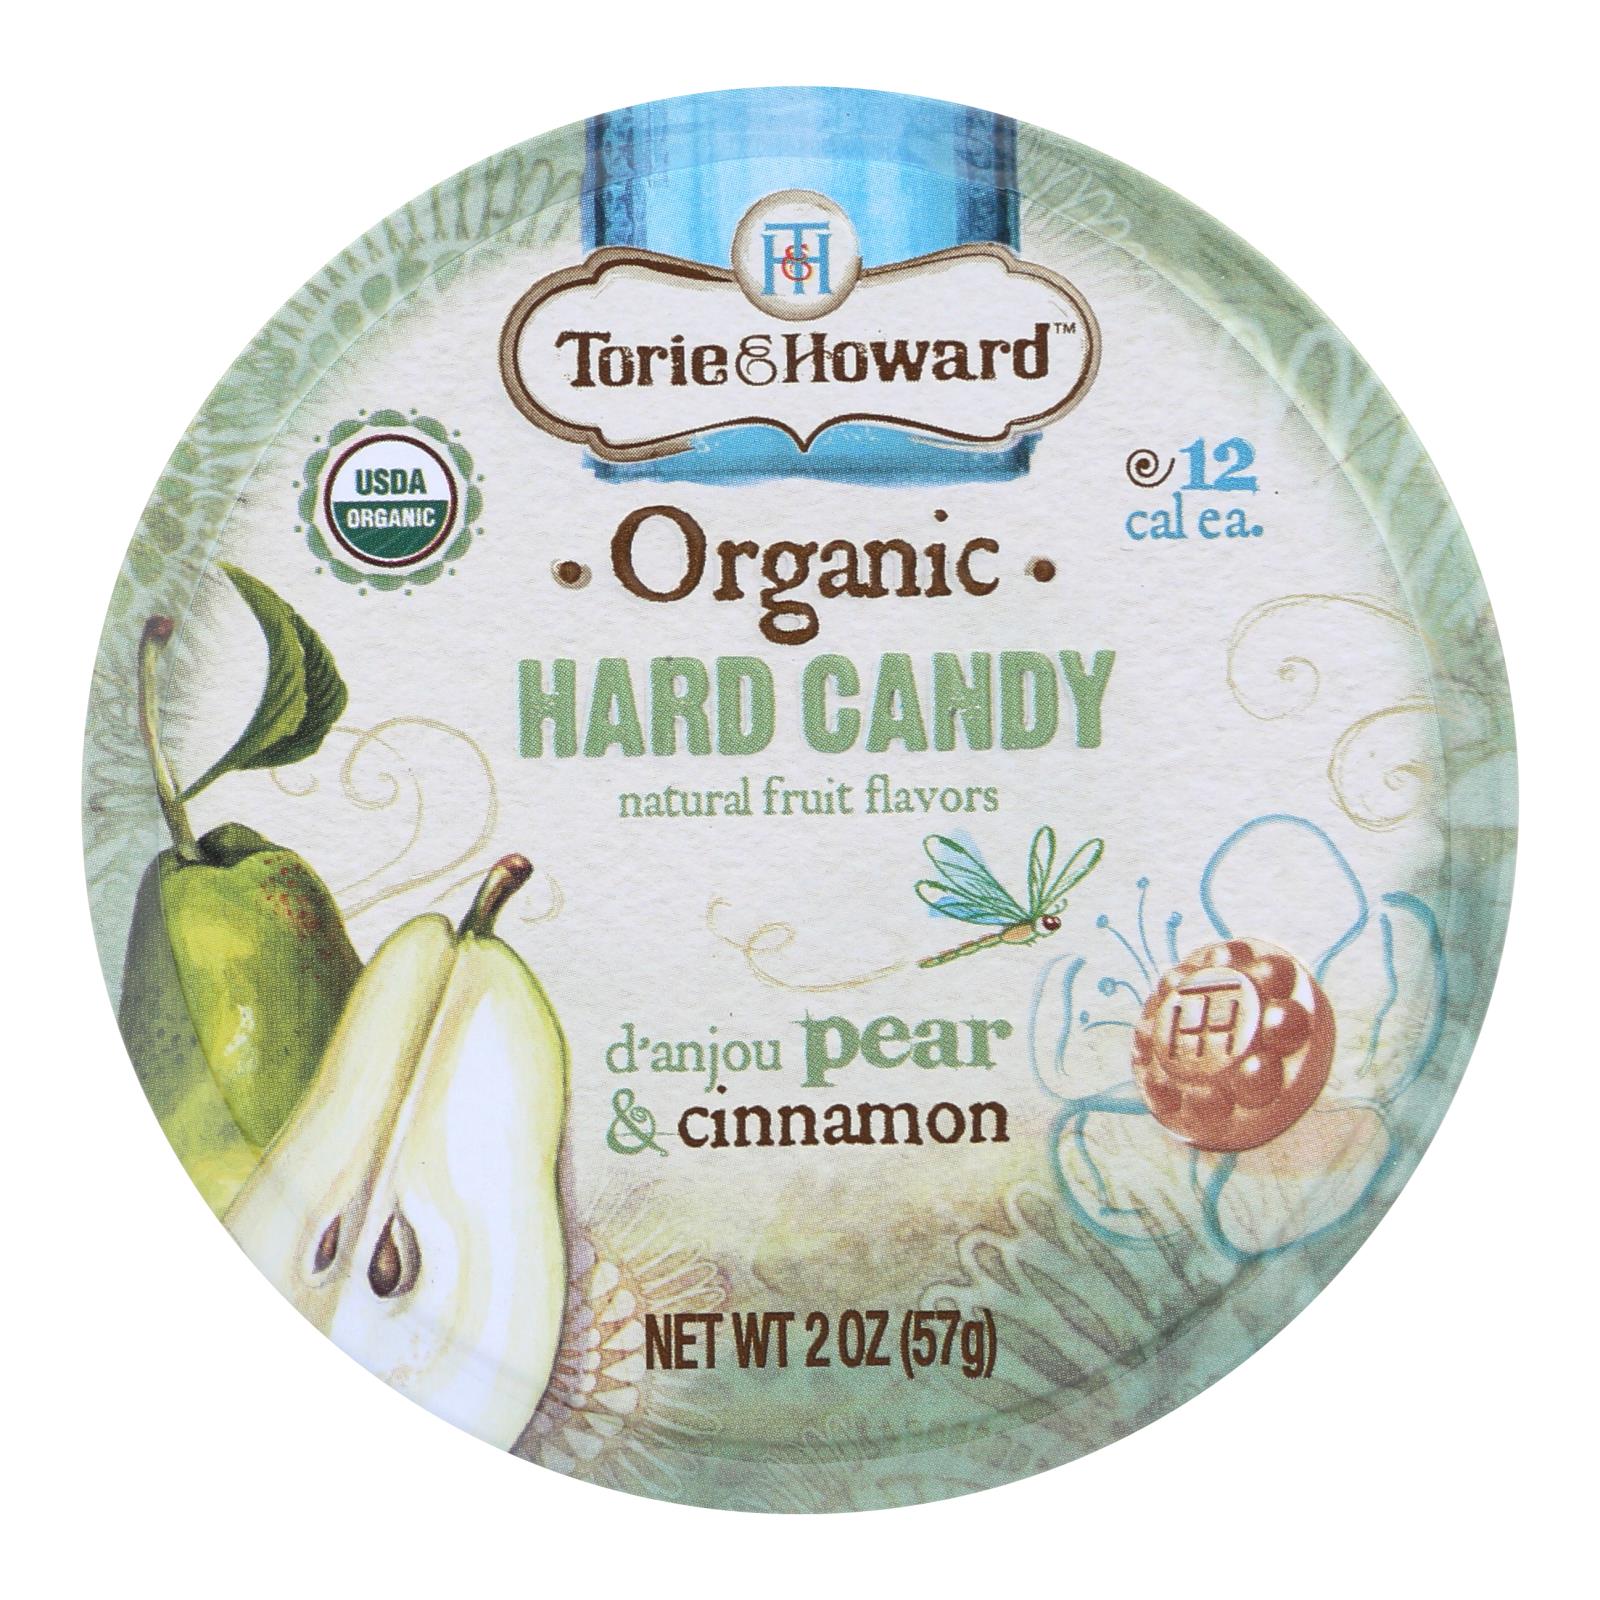 T&H
Torie & Howard™
USDA
ORGANIC
12
cal ea.
• Organic •
HARD CANDY
natural fruit flavors
d'anjou pear
& cinnamon
TH
NET WT 2 OZ (57g)